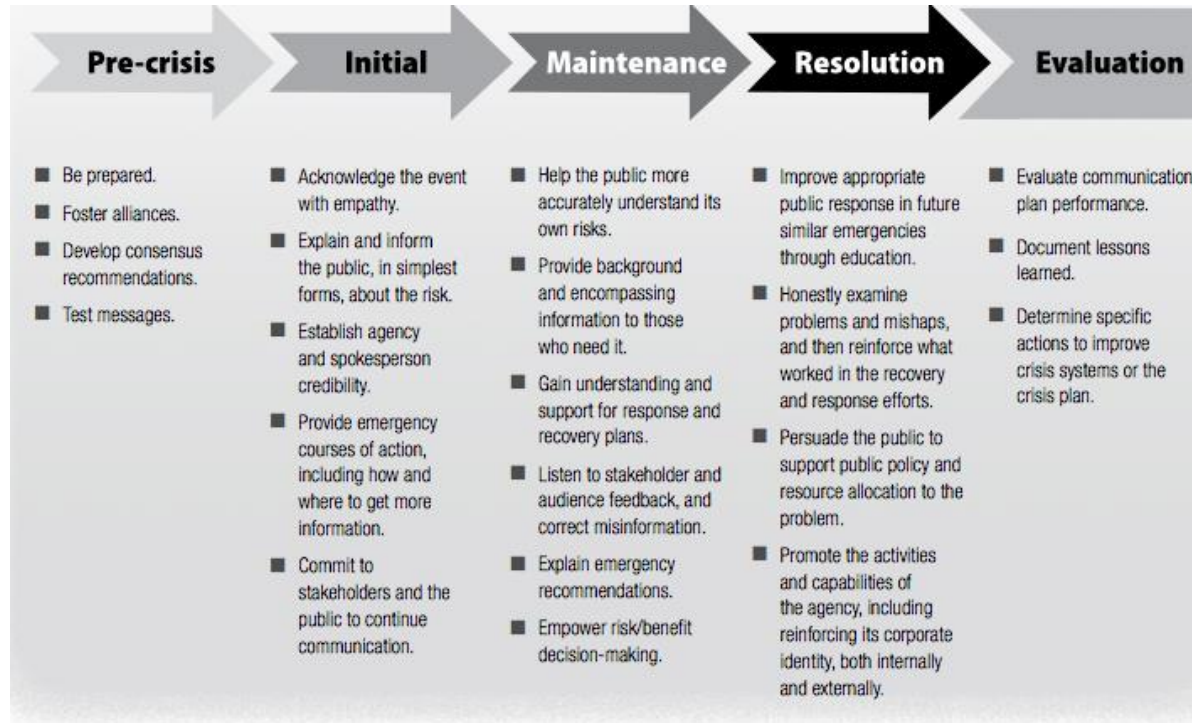 Pre-crisis
Initial
Maintenance
Resolution
Evaluation
■ Be prepared.
■ Foster alliances.
■ Develop consensus
recommendations.
■ Test messages.
■ Acknowledge the event
with empathy.
■ Explain and inform
the public, in simplest
forms, about the risk.
■ Establish agency
and spokesperson
credibility.
■ Provide emergency
courses of action,
including how and
where to get more
information.
■ Commit to
stakeholders and the
public to continue
communication.
■ Help the public more
accurately understand its
own risks.
■ Provide background
and encompassing
information to those
who need it.
■ Gain understanding and
support for response and
recovery plans.
■ Listen to stakeholder and
audience feedback, and
correct misinformation.
■ Explain emergency
recommendations.
■ Empower risk/benefit
decision-making.
■ Improve appropriate
public response in future
similar emergencies
through education.
■ Honestly examine
problems and mishaps,
and then reinforce what
worked in the recovery
and response efforts.
■ Persuade the public to
support public policy and
resource allocation to the
problem.
■ Promote the activities
and capabilities of
the agency, including
reinforcing its corporate
identity, both internally
and externally.
■ Evaluate communication
plan performance.
■ Document lessons
learned.
■ Determine specific
actions to improve
crisis systems or the
crisis plan.